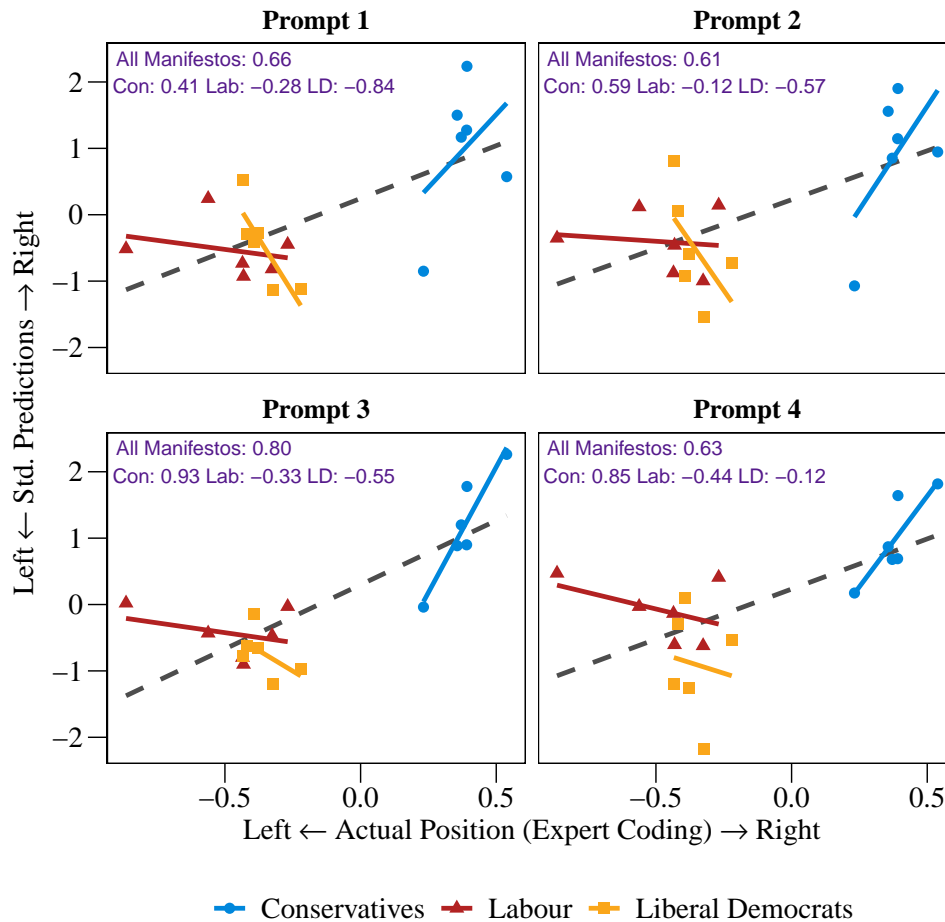 Prompt 1
Prompt 2
All Manifestos: 0.66
Con: 0.41 Lab: −0.28 LD: −0.84
All Manifestos: 0.61
Con: 0.59 Lab: −0.12 LD: −0.57
2
1
0
−1
−2
Prompt 3
Prompt 4
All Manifestos: 0.80
Con: 0.93 Lab: −0.33 LD: −0.55
All Manifestos: 0.63
Con: 0.85 Lab: −0.44 LD: −0.12
2
1
0
−1
−2
Left ← Std. Predictions → Right
−0.5 0.0 0.5 −0.5 0.0 0.5
Left ← Actual Position (Expert Coding) → Right
Conservatives Labour Liberal Democrats